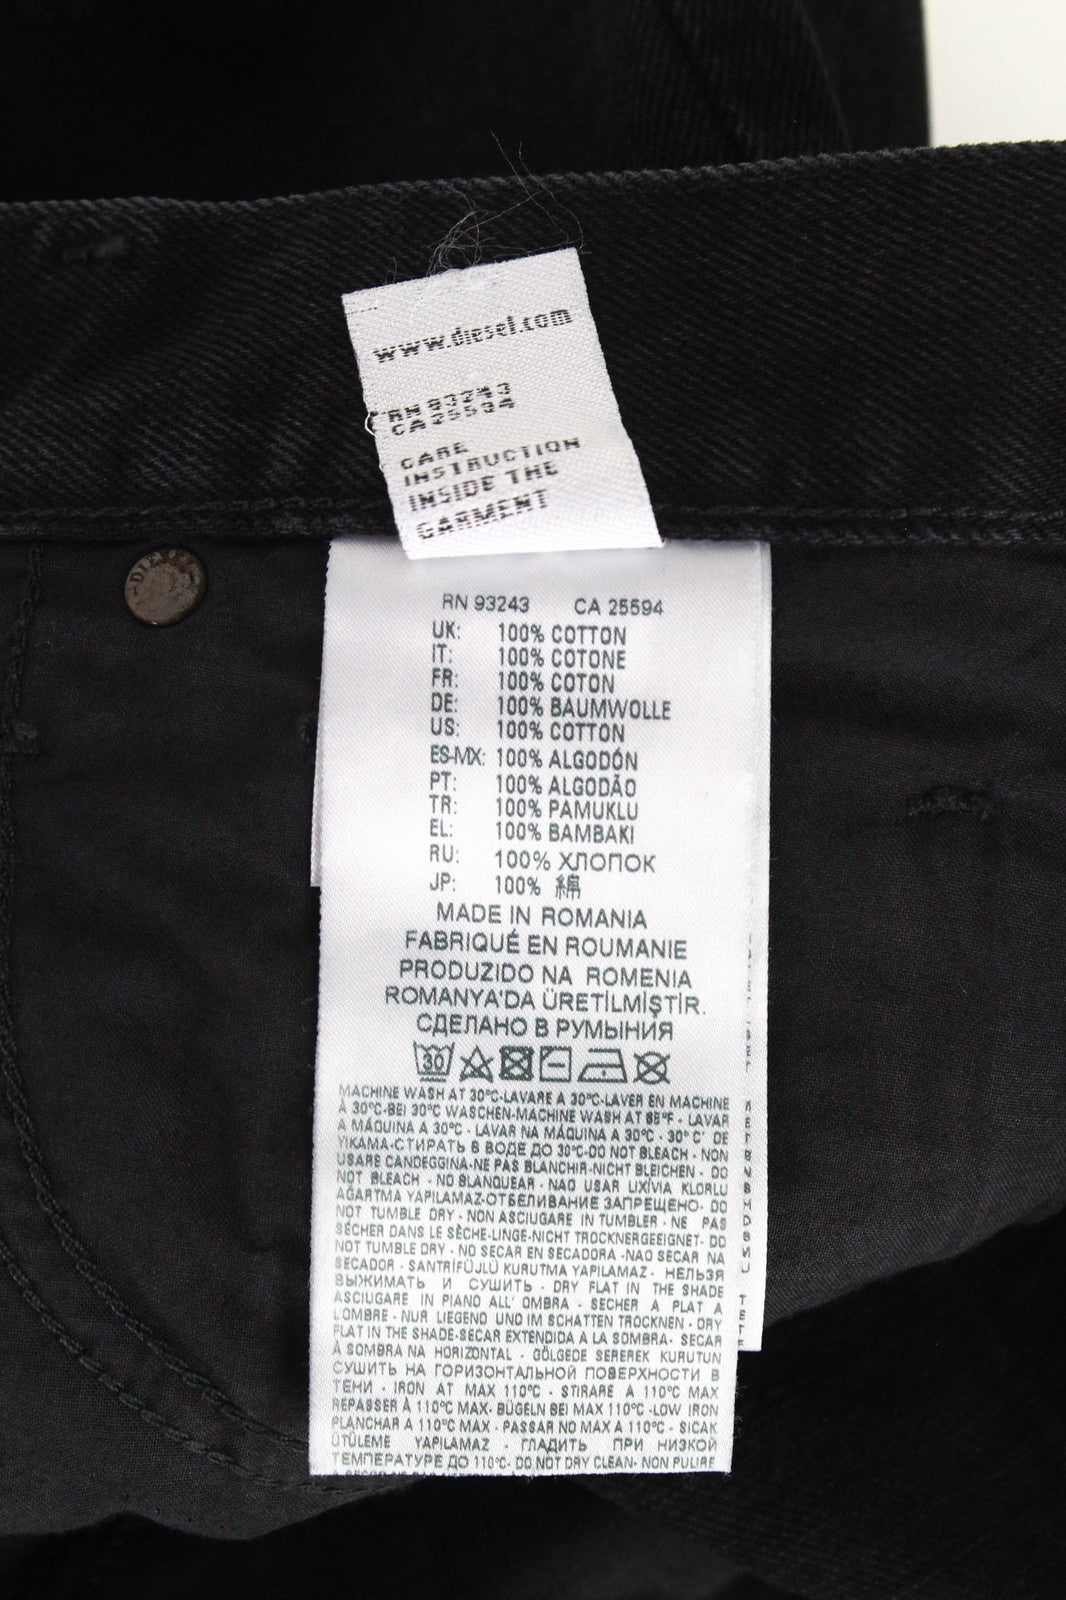 www.diesel.com
RN 93243
CA 25594
CARE
INSTRUCTION
INSIDE THE
GARMENT
DIESEL
RN 93243 CA 25594
UK: 100% COTTON
IT: 100% COTONE
FR: 100% COTON
DE: 100% BAUMWOLLE
US: 100% COTTON
ES-MX: 100% ALGODÓN
PT: 100% ALGODÃO
TR: 100% PAMUKLU
EL: 100% BAMBAKI
RU: 100% ХЛОПОК
JP: 100% 綿
MADE IN ROMANIA
FABRIQUÉ EN ROUMANIE
PRODUZIDO NA ROMENIA
ROMANYA'DA ÜRETİLMİŞTİR.
СДЕЛАНО В РУМЫНИЯ
30
MACHINE WASH AT 30°C-LAVARE A 30°C-LAVER EN MACHINE
À 30°C-BEI 30°C WASCHEN-MACHINE WASH AT 85°F - LAVAR
A MÁQUINA A 30°C - LAVAR NA MÁQUINA A 30°C - 30° C' DE
YIKAMA-СТИРАТЬ В ВОДЕ ДО 30°C-DO NOT BLEACH - NON
USARE CANDEGGINA-NE PAS BLANCHIR-NICHT BLEICHEN - DO
NOT BLEACH - NO BLANQUEAR - NAO USAR LIXÍVIA KLORLU
AĞARTMA YAPILAMAZ-ОТБЕЛИВАНИЕ ЗАПРЕЩЕНО- DO
NOT TUMBLE DRY - NON ASCIUGARE IN TUMBLER - NE PAS
SÉCHER DANS LE SÈCHE-LINGE-NICHT TROCKNERGEEIGNET- DO
NOT TUMBLE DRY - NO SECAR EN SECADORA -NAO SECAR NA
SECADOR - SANTRİFÜJLÜ KURUTMA YAPILAMAZ - НЕЛЬЗЯ
ВЫЖИМАТЬ И СУШИТЬ - DRY FLAT IN THE SHADE
ASCIUGARE IN PIANO ALL' OMBRA - SECHER À PLAT A
L'OMBRE - NUR LIEGEND UND IM SCHATTEN TROCKNEN - DRY
FLAT IN THE SHADE-SECAR EXTENDIDA A LA SOMBRA- SECAR
À SOMBRA NA HORIZONTAL - GÖLGEDE SEREREK KURUTUN
СУШИТЬ НА ГОРИЗОНТАЛЬНОЙ ПОВЕРХНОСТИ В
ТЕНИ - IRON AT MAX 110°C - STIRARE A 110°C MAX
REPASSER À 110°C MAX- BÜGELN BEI MAX 110°C -LOW IRON
PLANCHAR A 110°C MAX - PASSAR NO MAX A 110°C - SICAK
ÜTÜLEME YAPILAMAZ - ГЛАДИТЬ ПРИ НИЗКОЙ
ТЕМПЕРАТУРЕ ДО 110°C- DO NOT DRY CLEAN- NON PULIRE